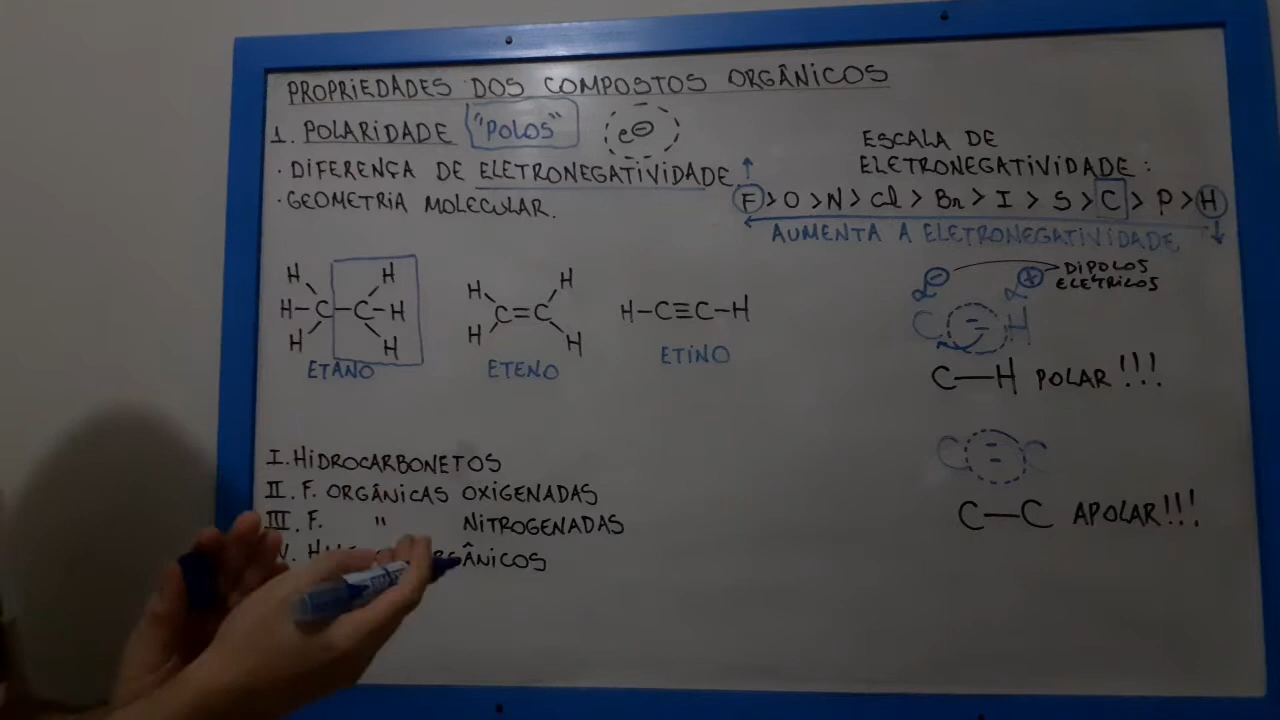 PROPRIEDADES DOS COMPOSTOS ORGÂNICOS
1. POLARIDADE "POLOS" e⊖
· DIFERENÇA DE ELETRONEGATIVIDADE. ↑
· GEOMETRIA MOLECULAR.
ESCALA DE
ELETRONEGATIVIDADE:
F > O > N > Cl > Br > I > S > C > P > H
AUMENTA A ELETRONEGATIVIDADE ↓
H H
H-C-C-H
H H
ETANO
H H
C=C
H H
ETENO
H-C≡C-H
ETINO
δ⊖ δ⊕ DIPOLOS
ELÉTRICOS
C - H
C—H POLAR!!!
C - - C
C—C APOLAR!!!
I. HIDROCARBONETOS
II. F. ORGÂNICAS OXIGENADAS
III. F. " NITROGENADAS